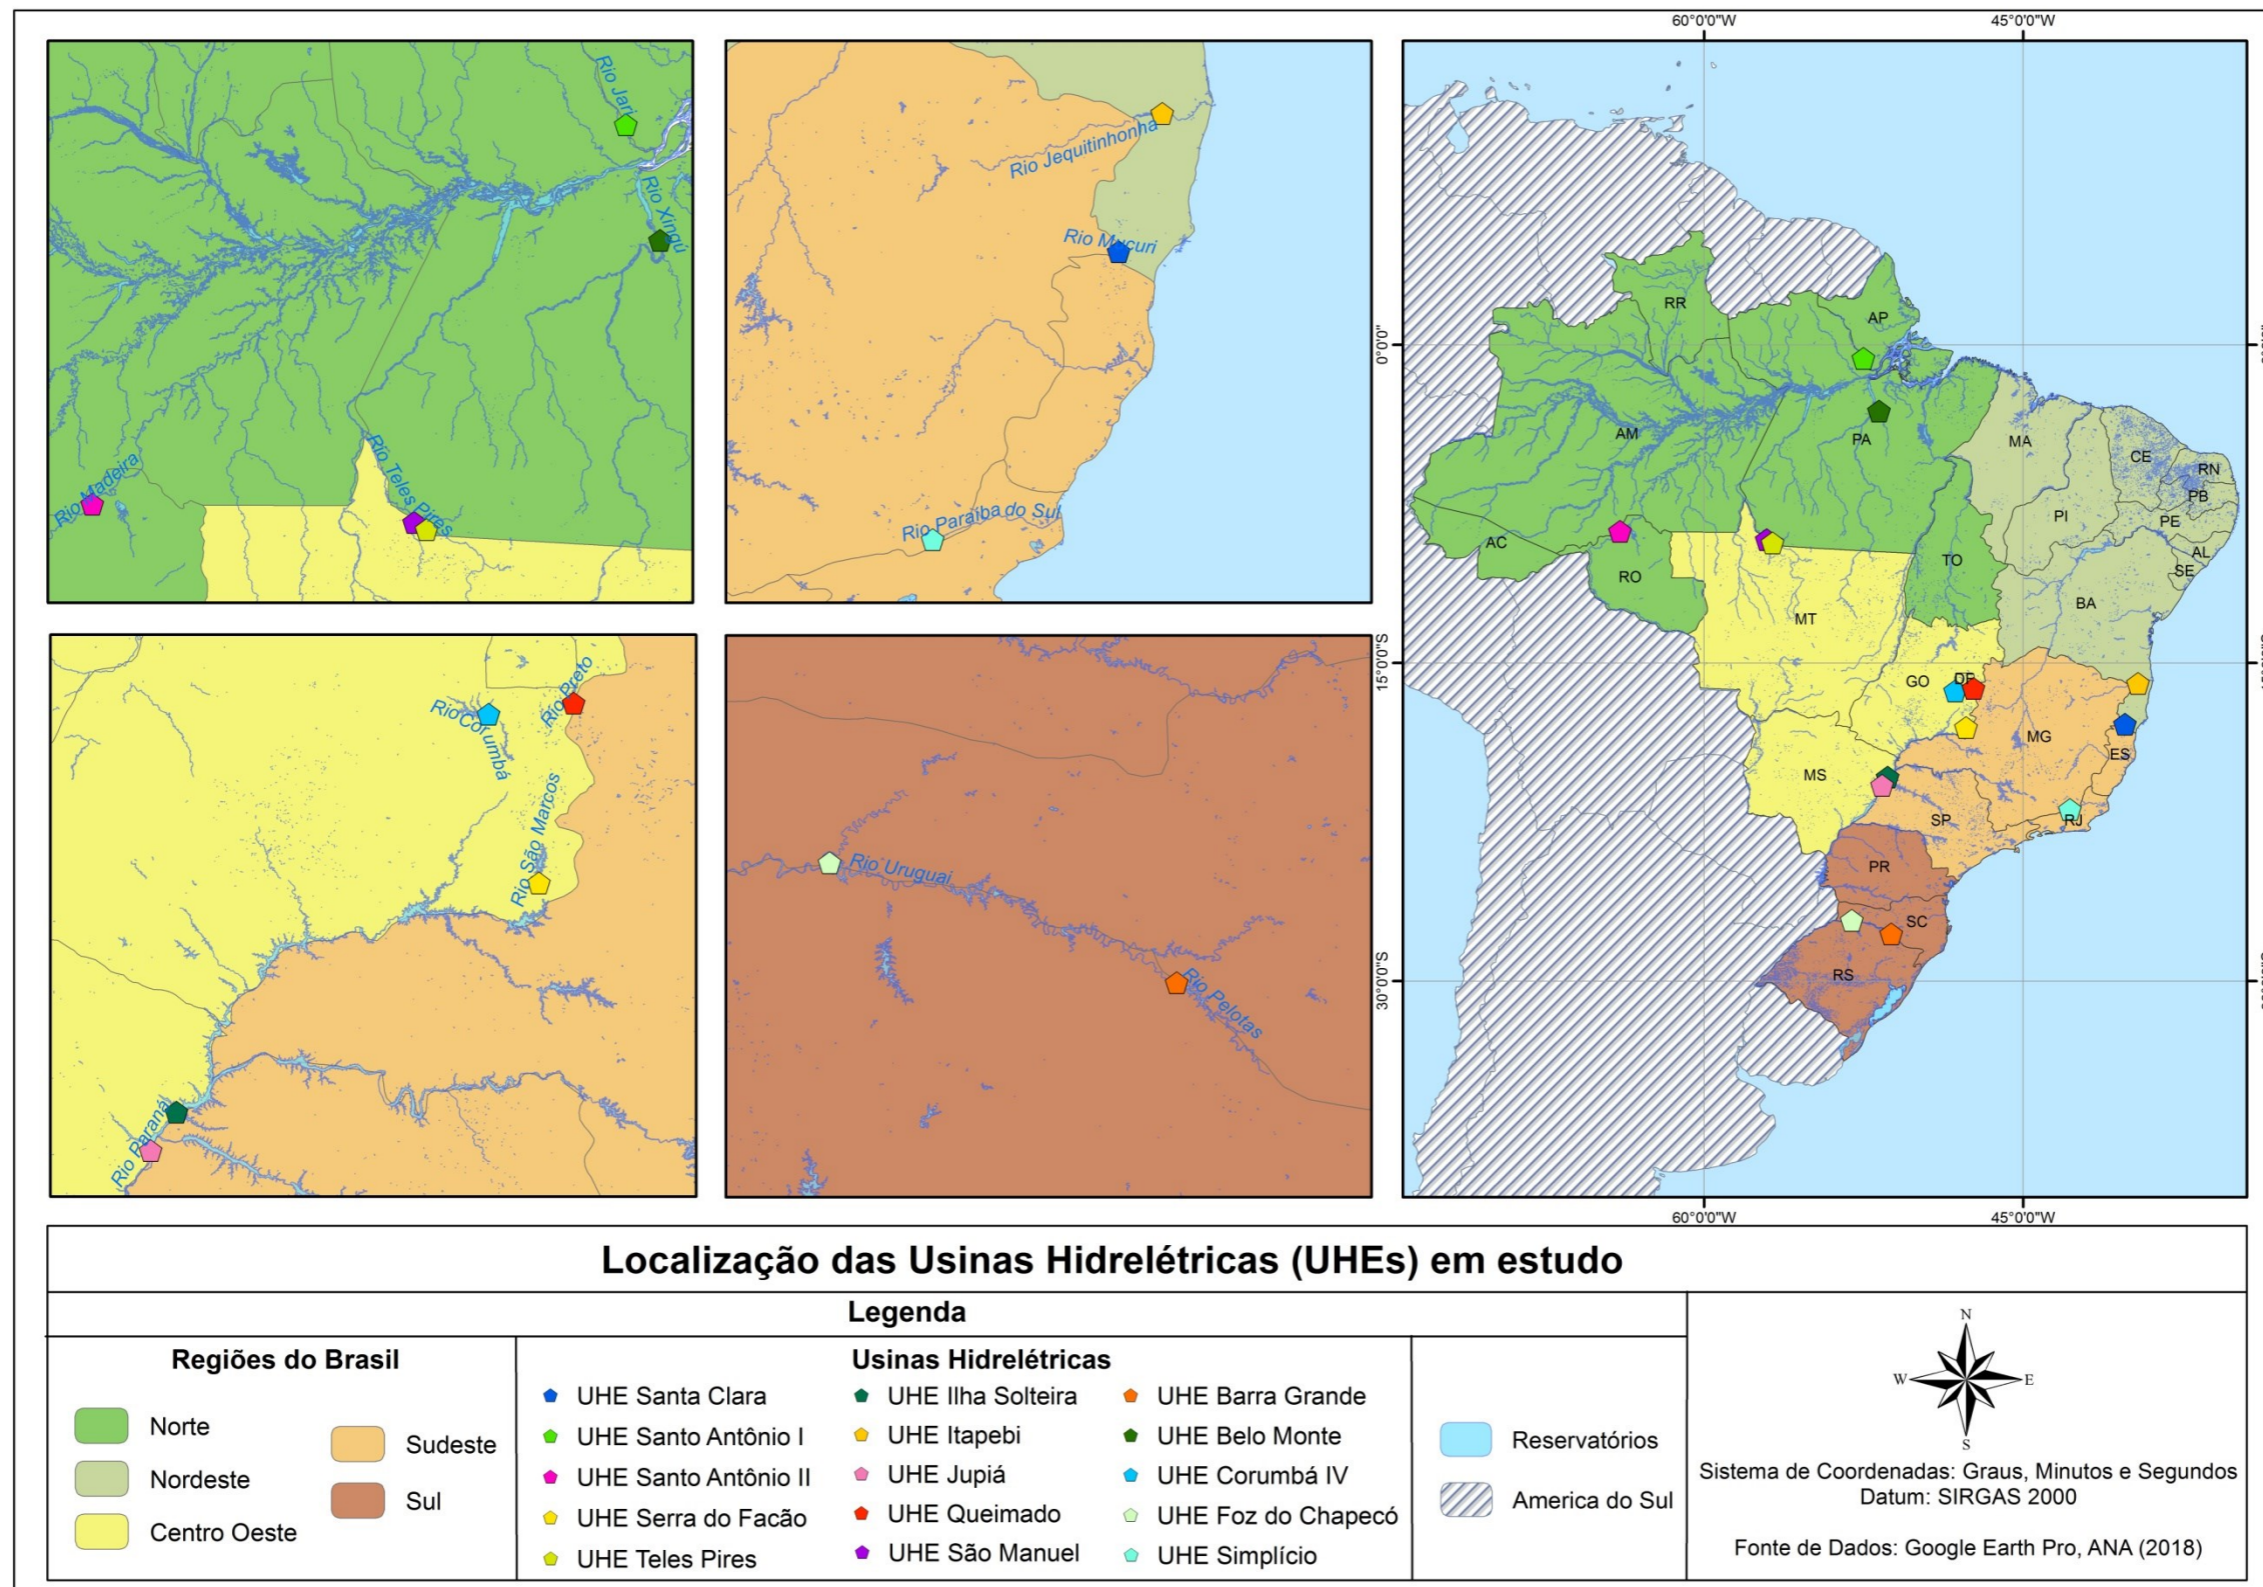 60°0'0"W 45°0'0"W
Rio Jari
Rio Xingú
Rio Madeira
Rio Teles Pires
Rio Jequitinhonha
Rio Mucuri
Rio Paraíba do Sul
Rio Corumbá
Rio Preto
Rio São Marcos
Rio Paraná
Rio Uruguai
Rio Pelotas
0°0'0"
15°0'0"S
30°0'0"S
RR
AP
AM
PA
MA
CE
RN
PB
PI
PE
AC
AL
TO
SE
RO
BA
MT
GO
DF
MG
ES
MS
SP
RJ
PR
SC
RS
60°0'0"W 45°0'0"W
Localização das Usinas Hidrelétricas (UHEs) em estudo
Legenda
Regiões do Brasil
Norte
Nordeste
Centro Oeste
Sudeste
Sul
Usinas Hidrelétricas
UHE Santa Clara
UHE Santo Antônio I
UHE Santo Antônio II
UHE Serra do Facão
UHE Teles Pires
UHE Ilha Solteira
UHE Itapebi
UHE Jupiá
UHE Queimado
UHE São Manuel
UHE Barra Grande
UHE Belo Monte
UHE Corumbá IV
UHE Foz do Chapecó
UHE Simplício
Reservatórios
America do Sul
N
W E
S
Sistema de Coordenadas: Graus, Minutos e Segundos
Datum: SIRGAS 2000
Fonte de Dados: Google Earth Pro, ANA (2018)